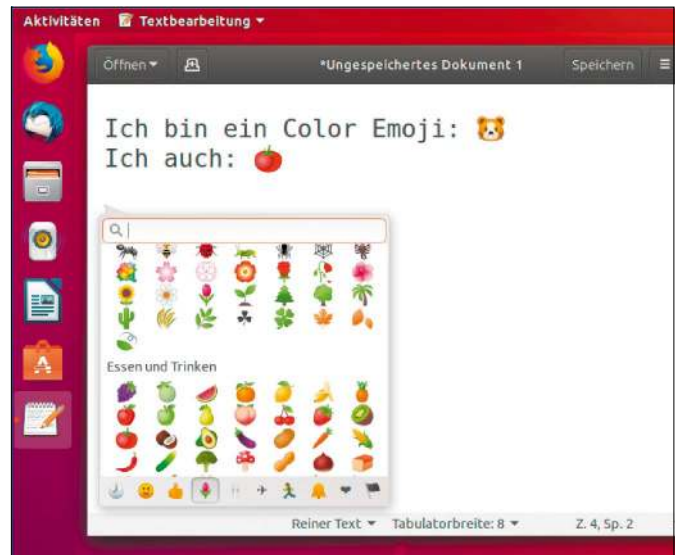 Aktivitäten Textbearbeitung
Öffnen *Ungespeichertes Dokument 1 Speichern
Ich bin ein Color Emoji: 🐶
Ich auch: 🍅
Essen und Trinken
Reiner Text Tabulatorbreite: 8 Z. 4, Sp. 2